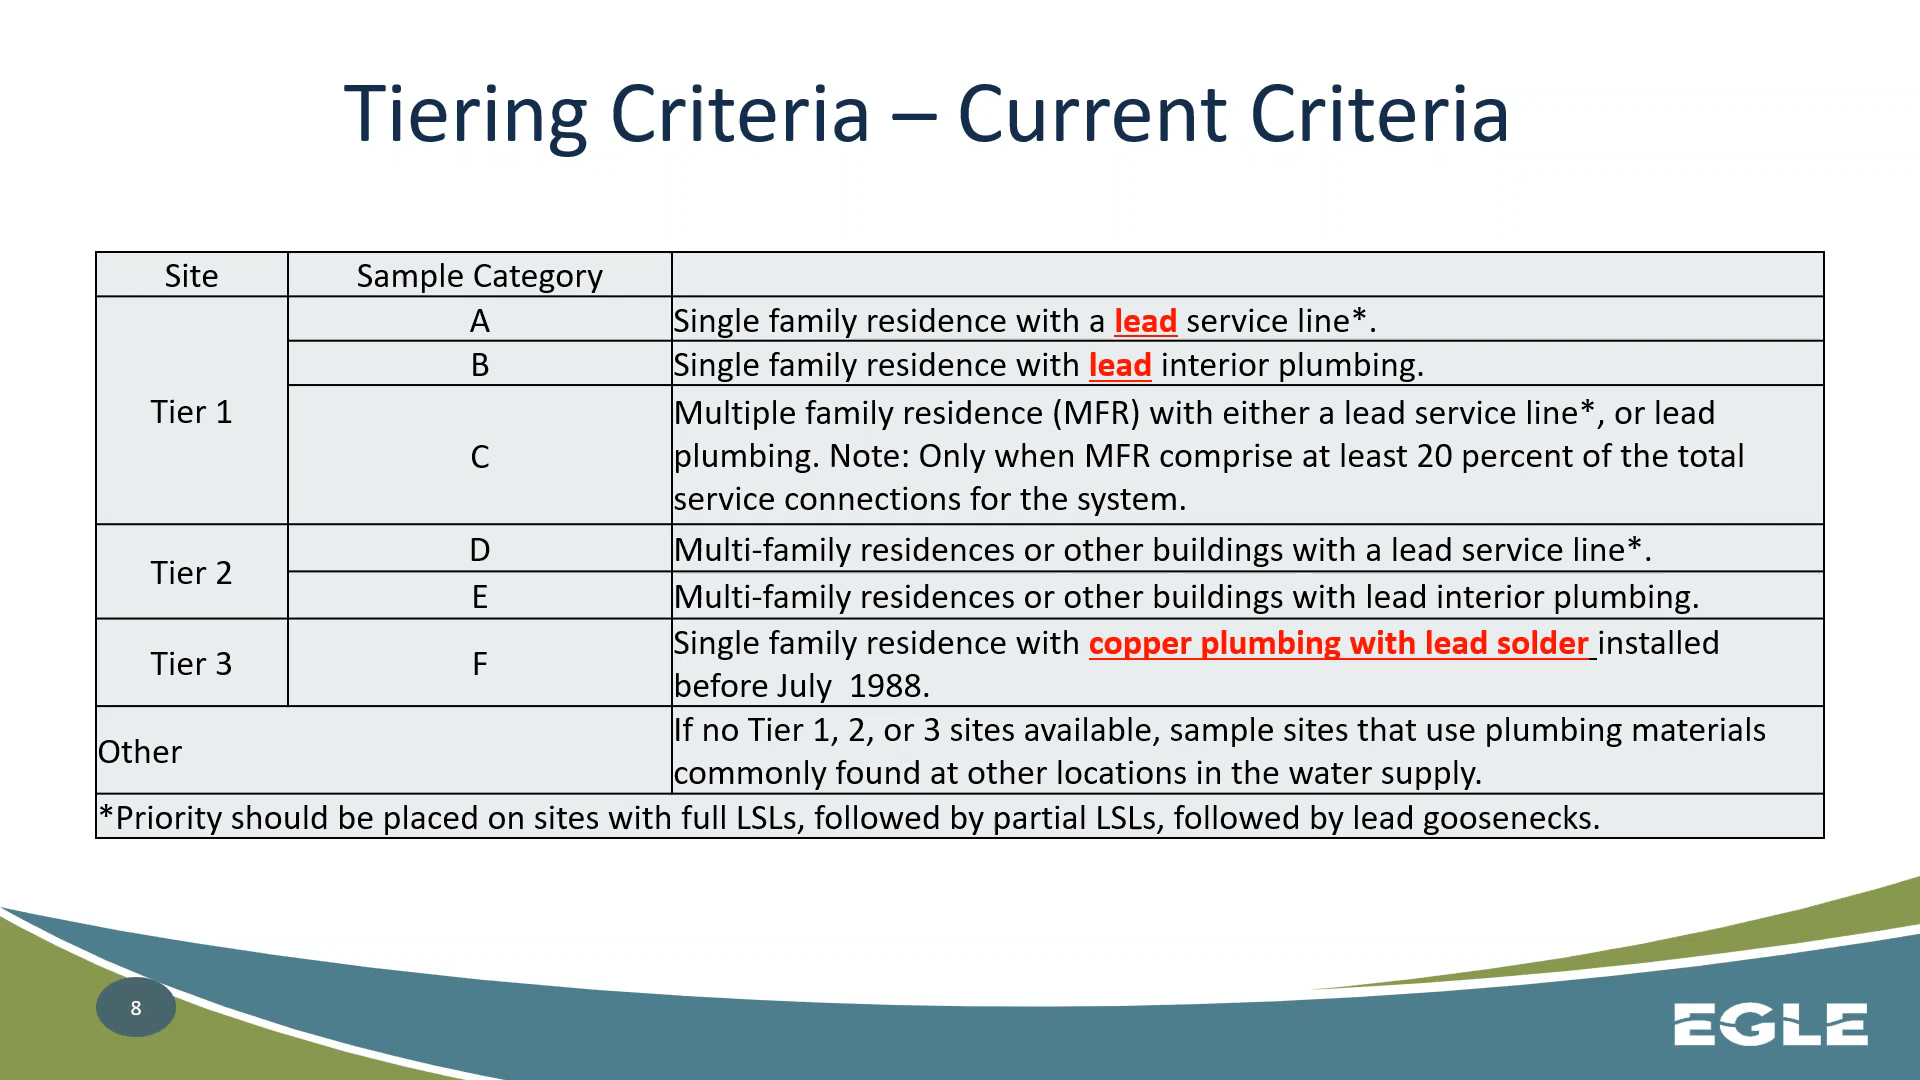 Tiering Criteria – Current Criteria
Site
Sample Category
Tier 1
A
Single family residence with a lead service line*.
B
Single family residence with lead interior plumbing.
C
Multiple family residence (MFR) with either a lead service line*, or lead
plumbing. Note: Only when MFR comprise at least 20 percent of the total
service connections for the system.
Tier 2
D
Multi-family residences or other buildings with a lead service line*.
E
Multi-family residences or other buildings with lead interior plumbing.
Tier 3
F
Single family residence with copper plumbing with lead solder installed
before July  1988.
Other
If no Tier 1, 2, or 3 sites available, sample sites that use plumbing materials
commonly found at other locations in the water supply.
*Priority should be placed on sites with full LSLs, followed by partial LSLs, followed by lead goosenecks.
8
EGLE